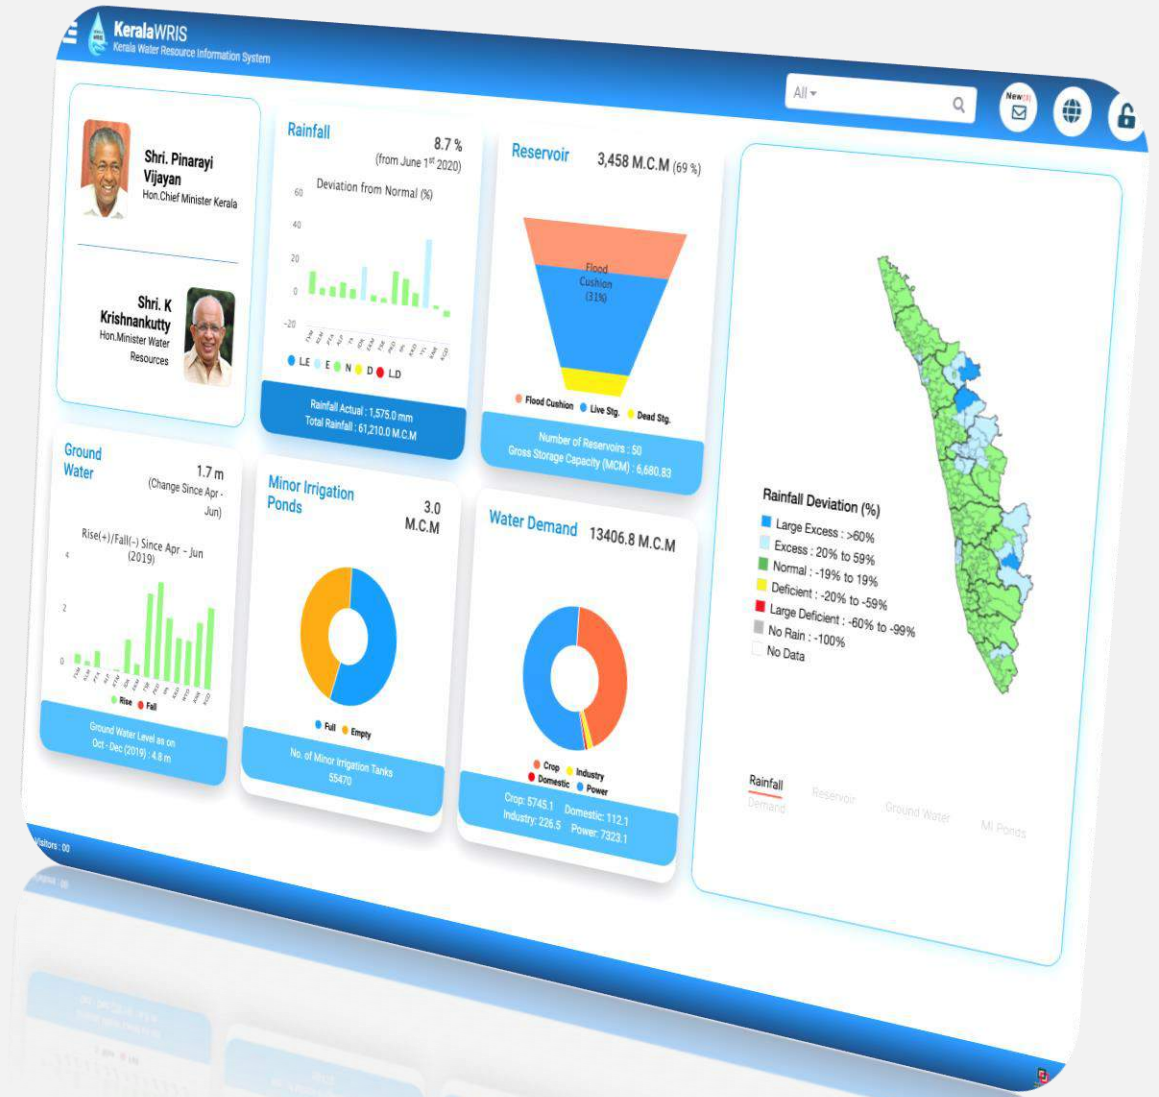 KeralaWRIS
Kerala Water Resource Information System
All
New
Shri. Pinarayi
Vijayan
Hon.Chief Minister Kerala
Shri. K
Krishnankutty
Hon.Minister Water
Resources
Rainfall
8.7 %
(from June 1st 2020)
Deviation from Normal (%)
60
40
20
0
-20
L.E E N D L.D
Rainfall Actual : 1,575.0 mm
Total Rainfall : 61,210.0 M.C.M
Reservoir
3,458 M.C.M (69 %)
Flood
Cushion
(31%)
Flood Cushion Live Stg. Dead Stg.
Number of Reservoirs : 50
Gross Storage Capacity (MCM) : 6,680.83
Ground
Water
1.7 m
(Change Since Apr -
Jun)
Rise(+)/Fall(-) Since Apr - Jun
(2019)
4
2
0
Rise Fall
Ground Water Level as on
Oct - Dec (2019) : 4.8 m
Minor Irrigation
Ponds
3.0
M.C.M
Full Empty
No. of Minor Irrigation Tanks
55470
Water Demand
13406.8 M.C.M
Crop Industry
Domestic Power
Crop: 5745.1 Domestic: 112.1
Industry: 226.5 Power: 7323.1
Rainfall Deviation (%)
Large Excess : >60%
Excess : 20% to 59%
Normal : -19% to 19%
Deficient : -20% to -59%
Large Deficient : -60% to -99%
No Rain : -100%
No Data
Rainfall Reservoir Ground Water MI Ponds
Demand
Visitors : 00